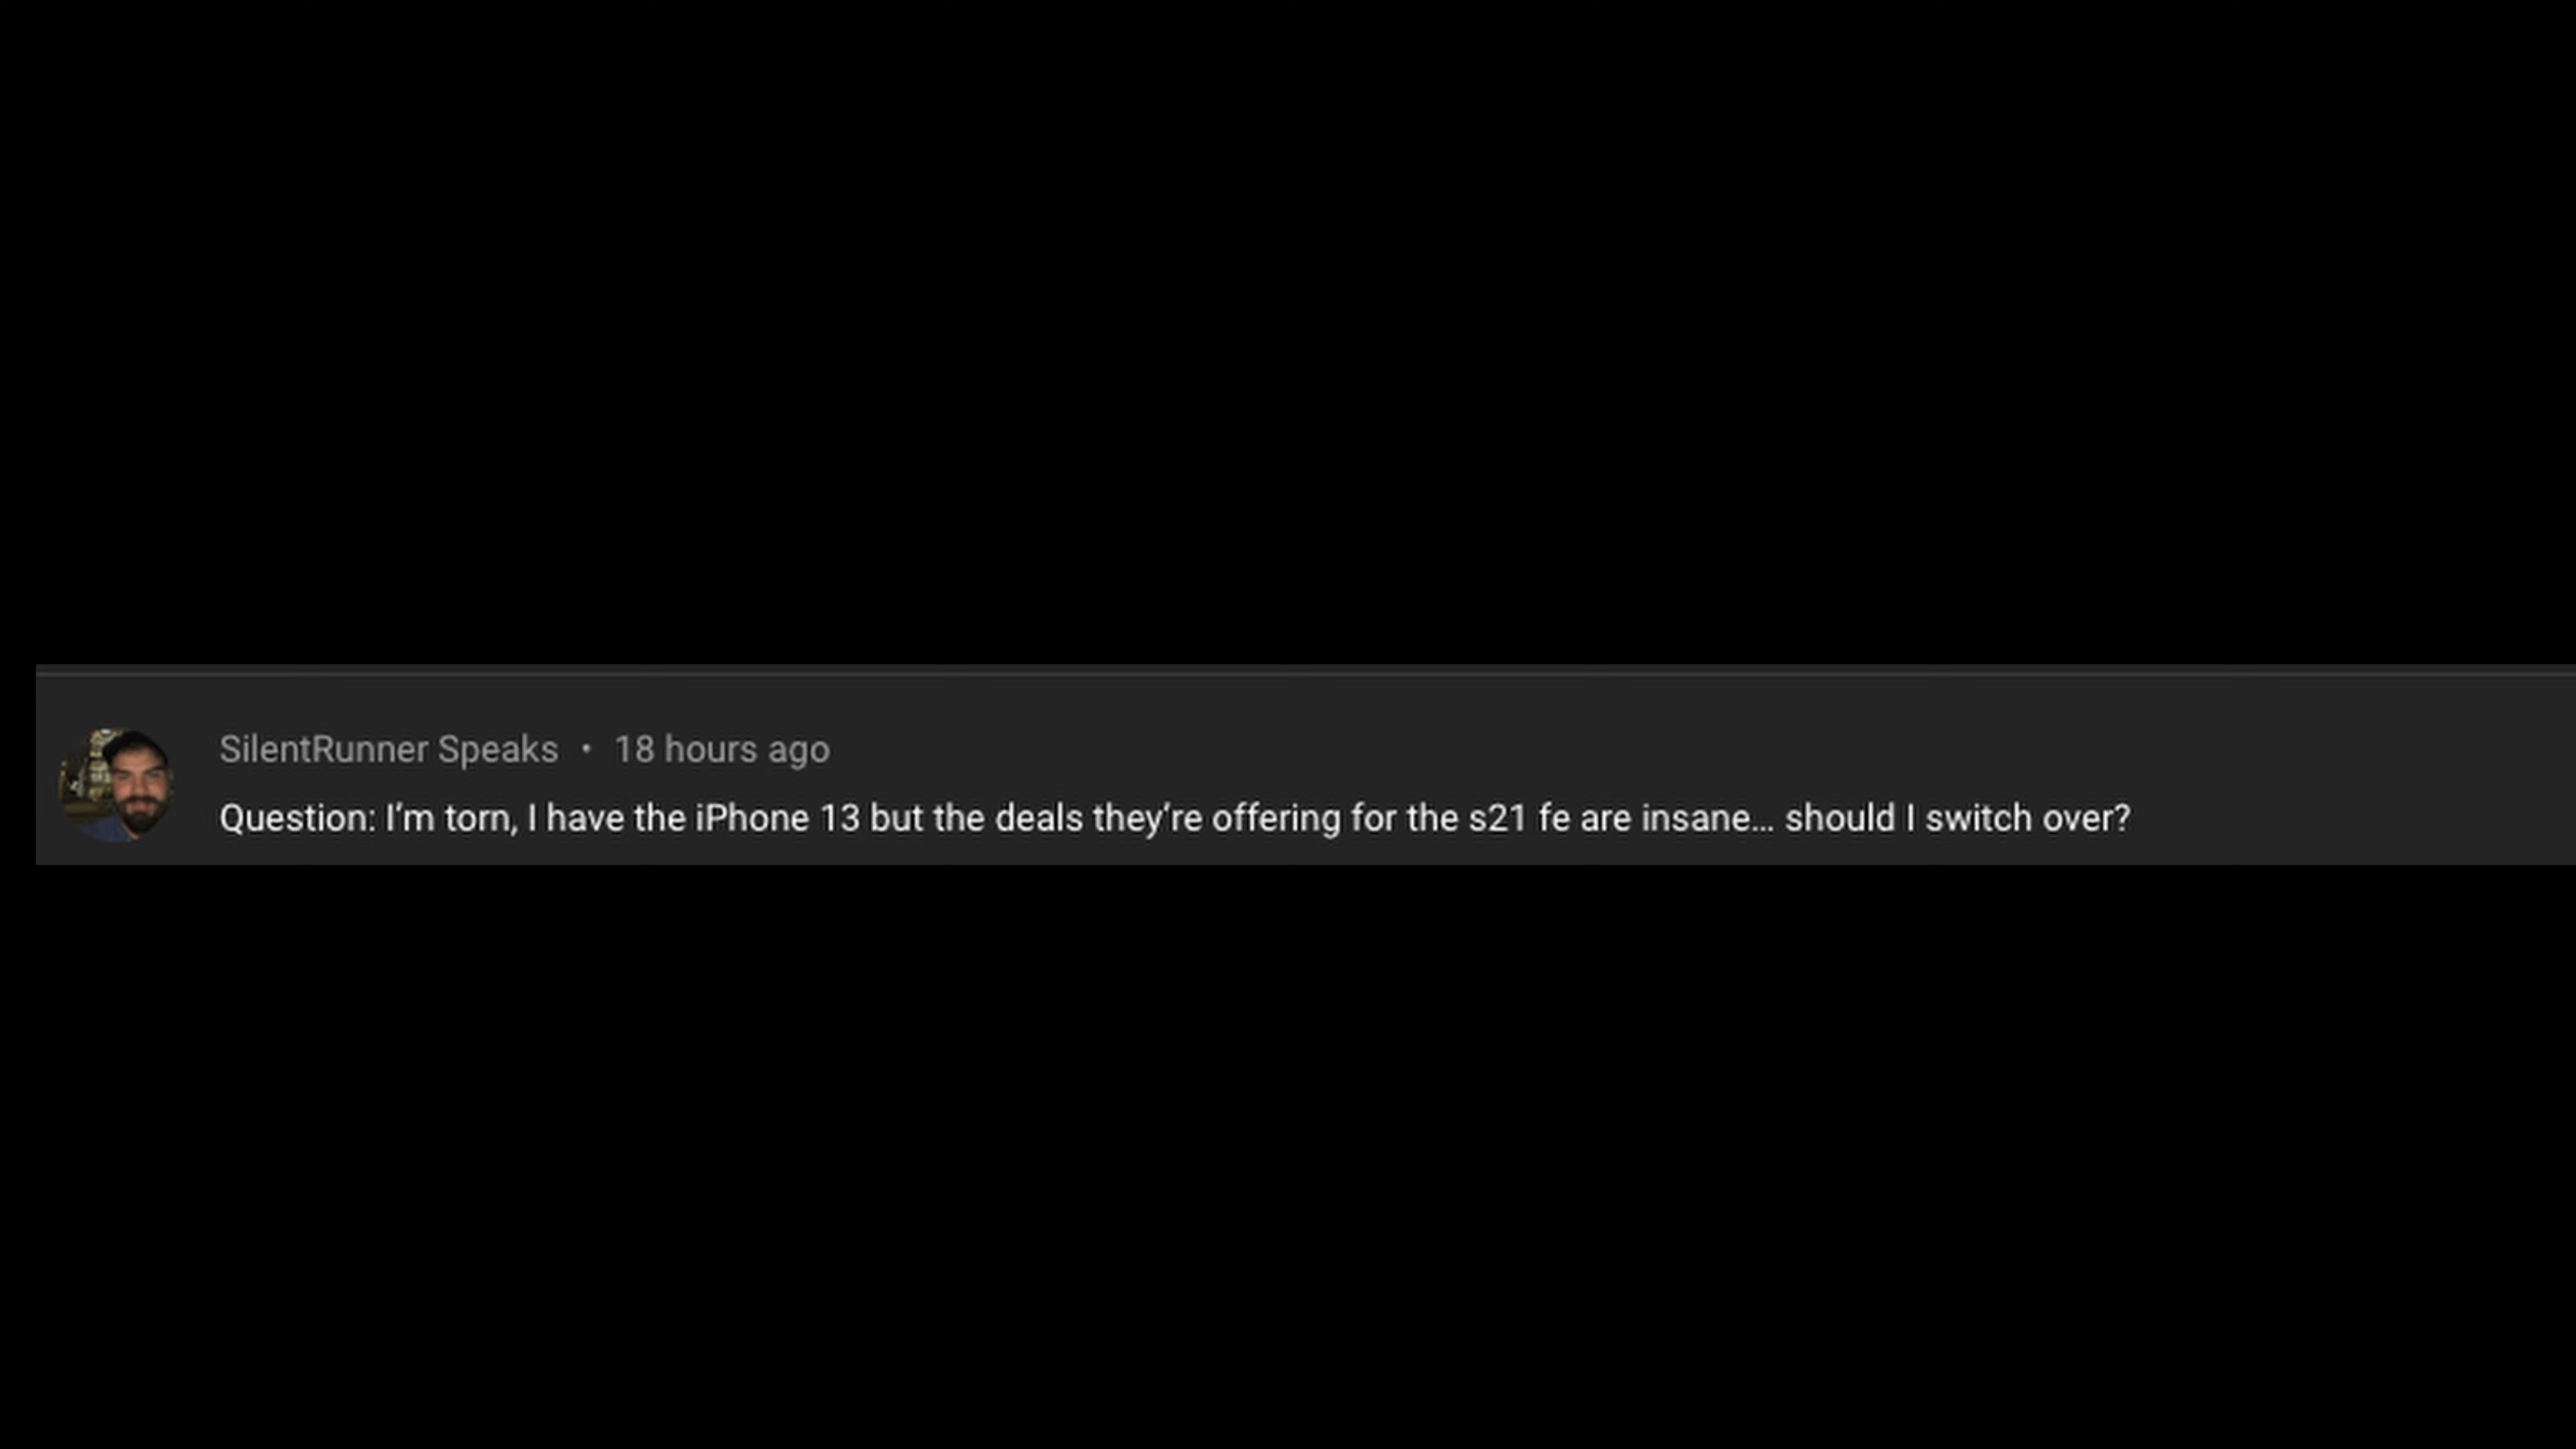 SilentRunner Speaks • 18 hours ago
Question: I'm torn, I have the iPhone 13 but the deals they're offering for the s21 fe are insane... should I switch over?